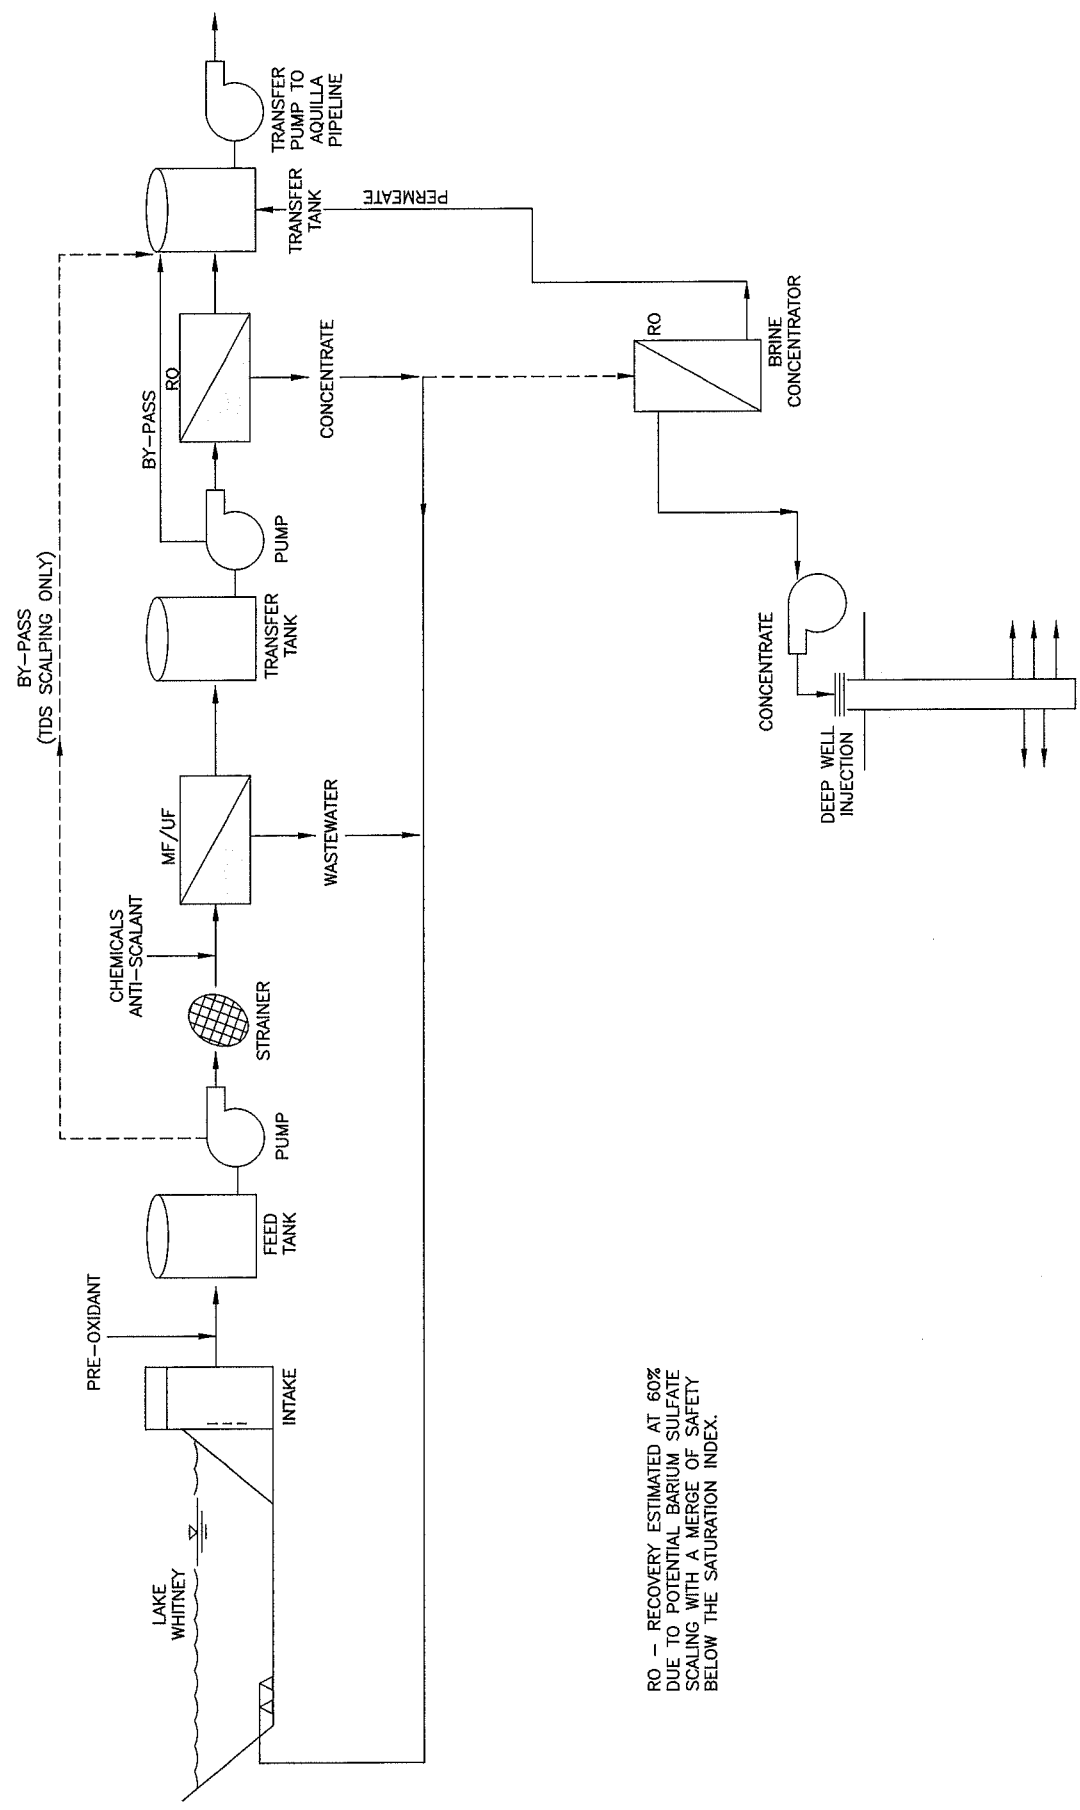 LAKE
WHITNEY
INTAKE
PRE-OXIDANT
FEED
TANK
PUMP
BY-PASS
(TDS SCALPING ONLY)
STRAINER
CHEMICALS
ANTI-SCALANT
MF/UF
WASTEWATER
TRANSFER
TANK
PUMP
BY-PASS
RO
CONCENTRATE
TRANSFER
TANK
TRANSFER
PUMP TO
AQUILLA
PIPELINE
PERMEATE
RO
BRINE
CONCENTRATOR
CONCENTRATE
DEEP WELL
INJECTION
RO - RECOVERY ESTIMATED AT 60%
DUE TO POTENTIAL BARIUM SULFATE
SCALING WITH A MERGE OF SAFETY
BELOW THE SATURATION INDEX.